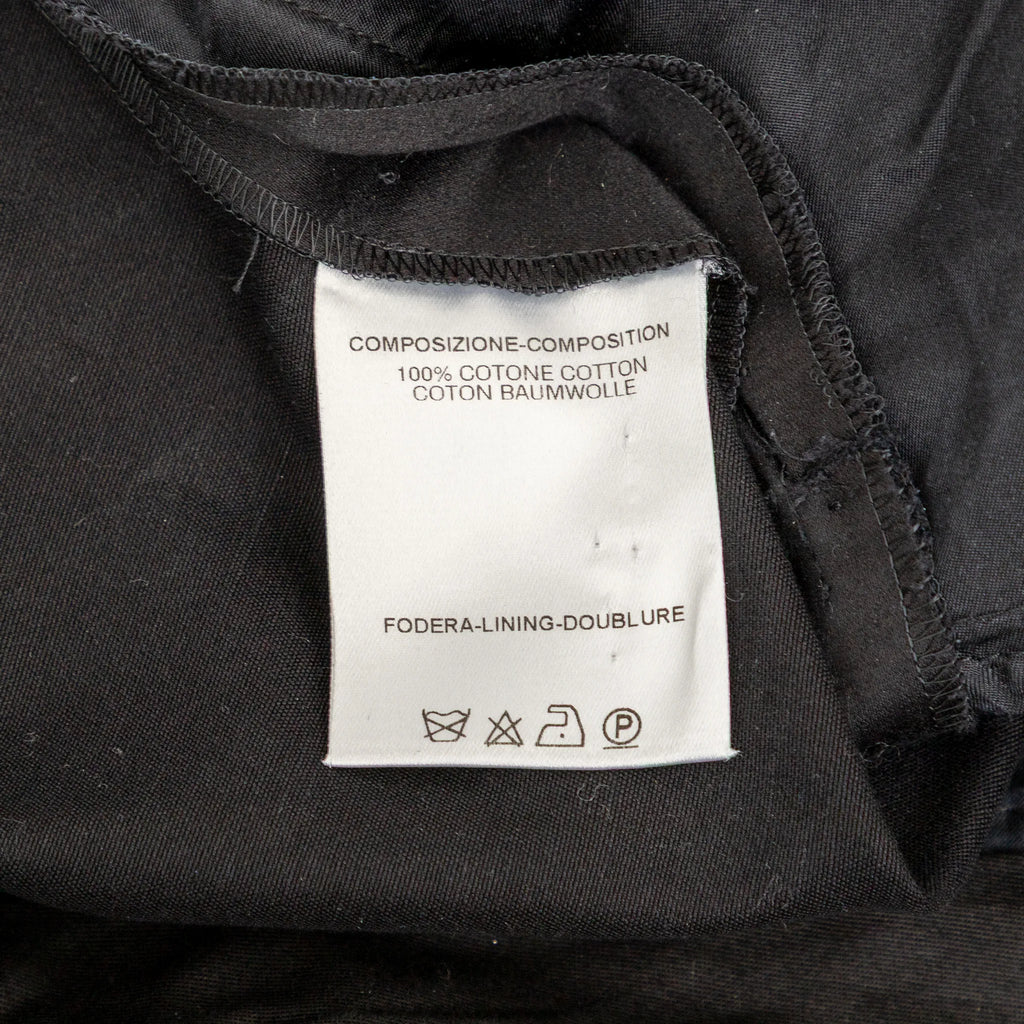 COMPOSIZIONE-COMPOSITION
100% COTONE COTTON
COTON BAUMWOLLE
FODERA-LINING-DOUBLURE
P